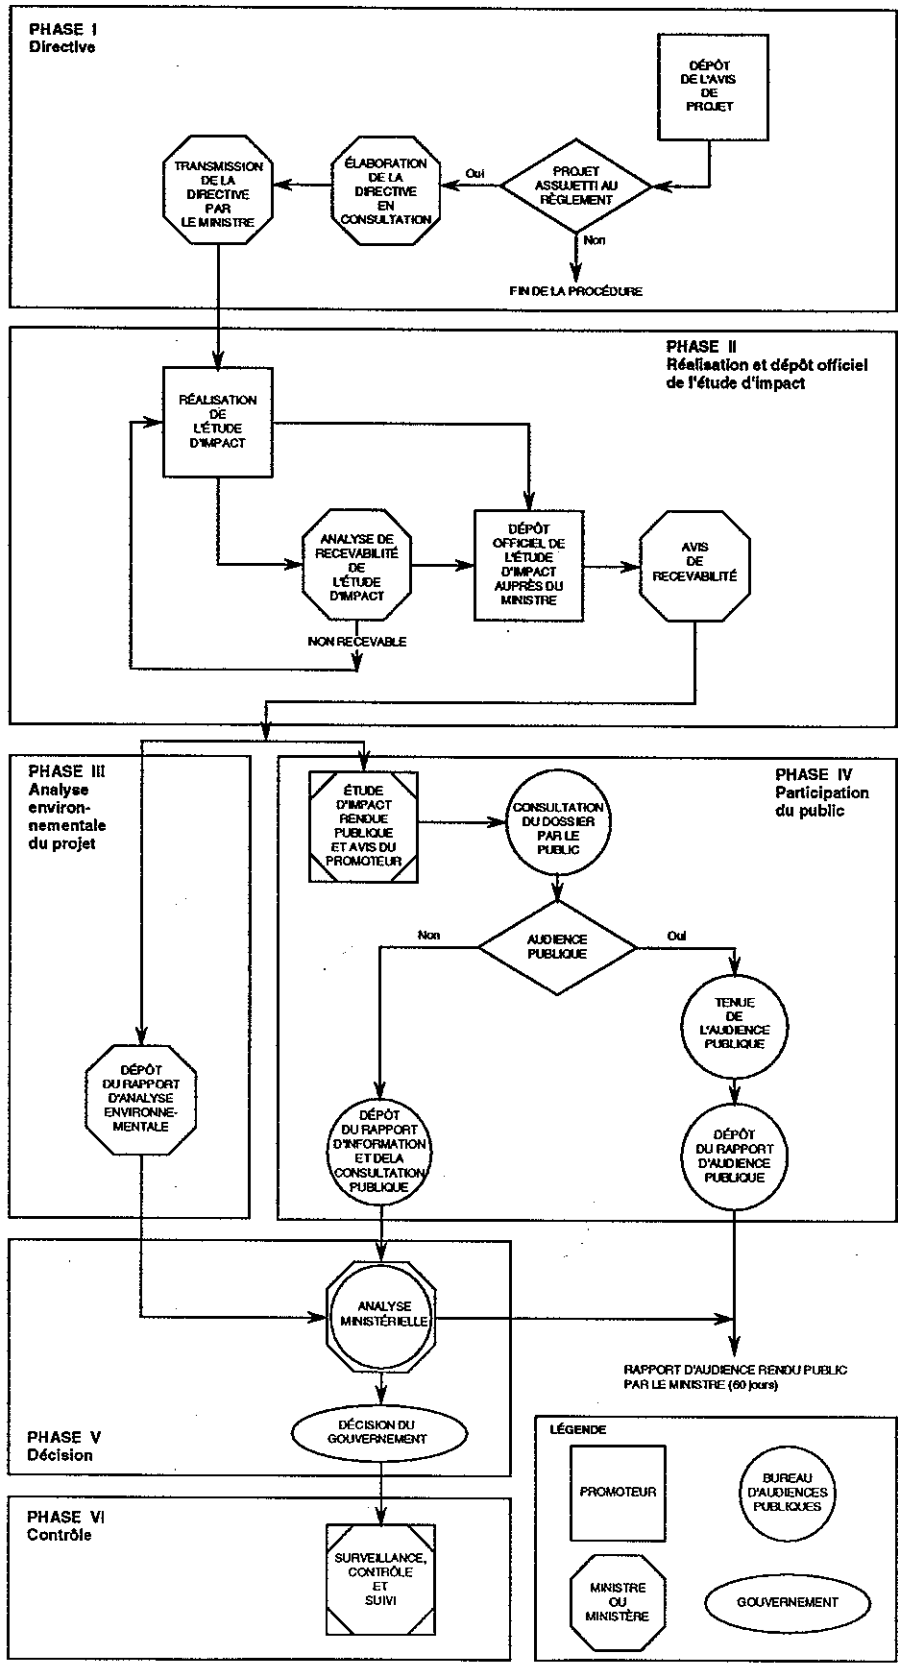 PHASE I
Directive
DÉPÔT
DE L'AVIS
DE
PROJET
PROJET
ASSUJETTI AU
RÈGLEMENT
Oui
Non
FIN DE LA PROCÉDURE
ÉLABORATION
DE LA
DIRECTIVE
EN
CONSULTATION
TRANSMISSION
DE LA
DIRECTIVE
PAR
LE MINISTRE
PHASE II
Réalisation et dépôt officiel
de l'étude d'impact
RÉALISATION
DE
L'ÉTUDE
D'IMPACT
ANALYSE DE
RECEVABILITÉ
DE
L'ÉTUDE
D'IMPACT
NON RECEVABLE
DÉPÔT
OFFICIEL DE
L'ÉTUDE
D'IMPACT
AUPRÈS DU
MINISTRE
AVIS
DE
RECEVABILITÉ
PHASE III
Analyse
environ-
nementale
du projet
DÉPÔT
DU RAPPORT
D'ANALYSE
ENVIRONNE-
MENTALE
PHASE IV
Participation
du public
ÉTUDE
D'IMPACT
RENDUE
PUBLIQUE
ET AVIS DU
PROMOTEUR
CONSULTATION
DU DOSSIER
PAR LE
PUBLIC
AUDIENCE
PUBLIQUE
Non
Oui
TENUE
DE
L'AUDIENCE
PUBLIQUE
DÉPÔT
DU RAPPORT
D'INFORMATION
ET DELA
CONSULTATION
PUBLIQUE
DÉPÔT
DU RAPPORT
D'AUDIENCE
PUBLIQUE
PHASE V
Décision
ANALYSE
MINISTÉRIELLE
DÉCISION DU
GOUVERNEMENT
RAPPORT D'AUDIENCE RENDU PUBLIC
PAR LE MINISTRE (60 jours)
PHASE VI
Contrôle
SURVEILLANCE,
CONTRÔLE
ET
SUIVI
LÉGENDE
PROMOTEUR
BUREAU
D'AUDIENCES
PUBLIQUES
MINISTRE
OU
MINISTÈRE
GOUVERNEMENT